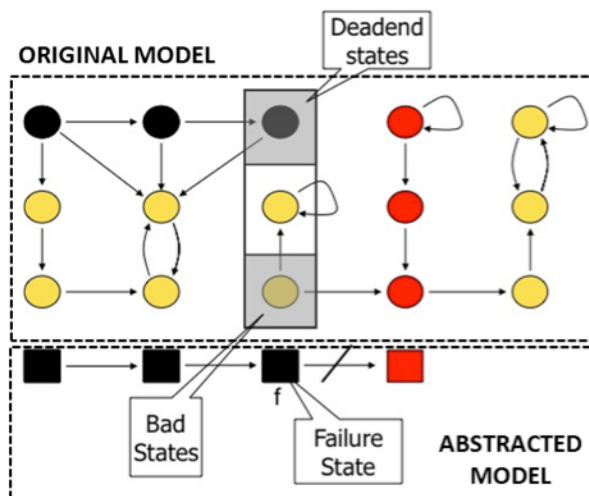 Deadend
states
ORIGINAL MODEL
f
Bad
States
Failure
State
ABSTRACTED
MODEL